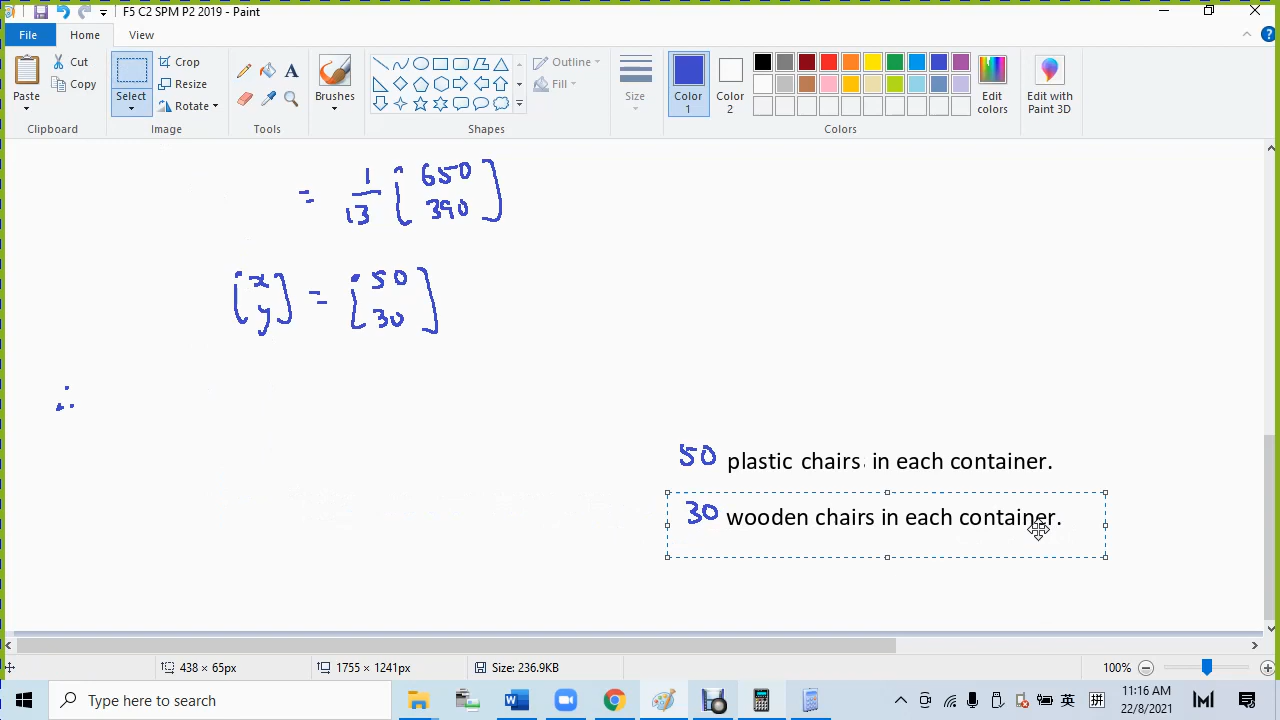 F5 C2 SPM P2 2019 - Paint
File Home View
Paste
Select
Cut
Copy
Crop
Resize
Rotate
Brushes
Outline
Fill
Size
Color 1
Color 2
Edit colors
Edit with Paint 3D
Clipboard Image Tools Shapes Colors
= 1/13 [650 390]
[x y] = [50 30]
∴
50 plastic chairs in each container.
30 wooden chairs in each container.
438 × 65px 1755 × 1241px Size: 236.9KB 100%
Type here to search
英 拼
11:16 AM
22/8/2021